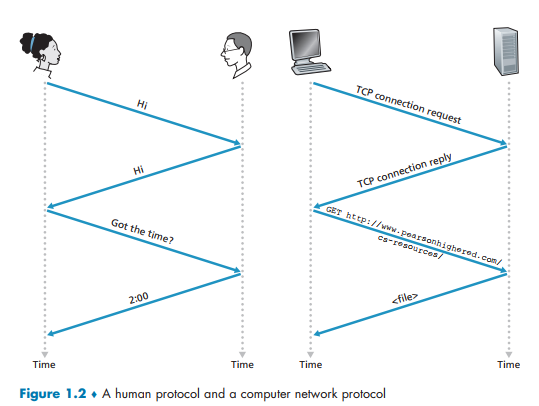 Hi
Hi
Got the time?
2:00
Time
Time
TCP connection request
TCP connection reply
GET http://www.pearsonhighered.com/
cs-resources/
<file>
Time
Time
Figure 1.2 ♦ A human protocol and a computer network protocol